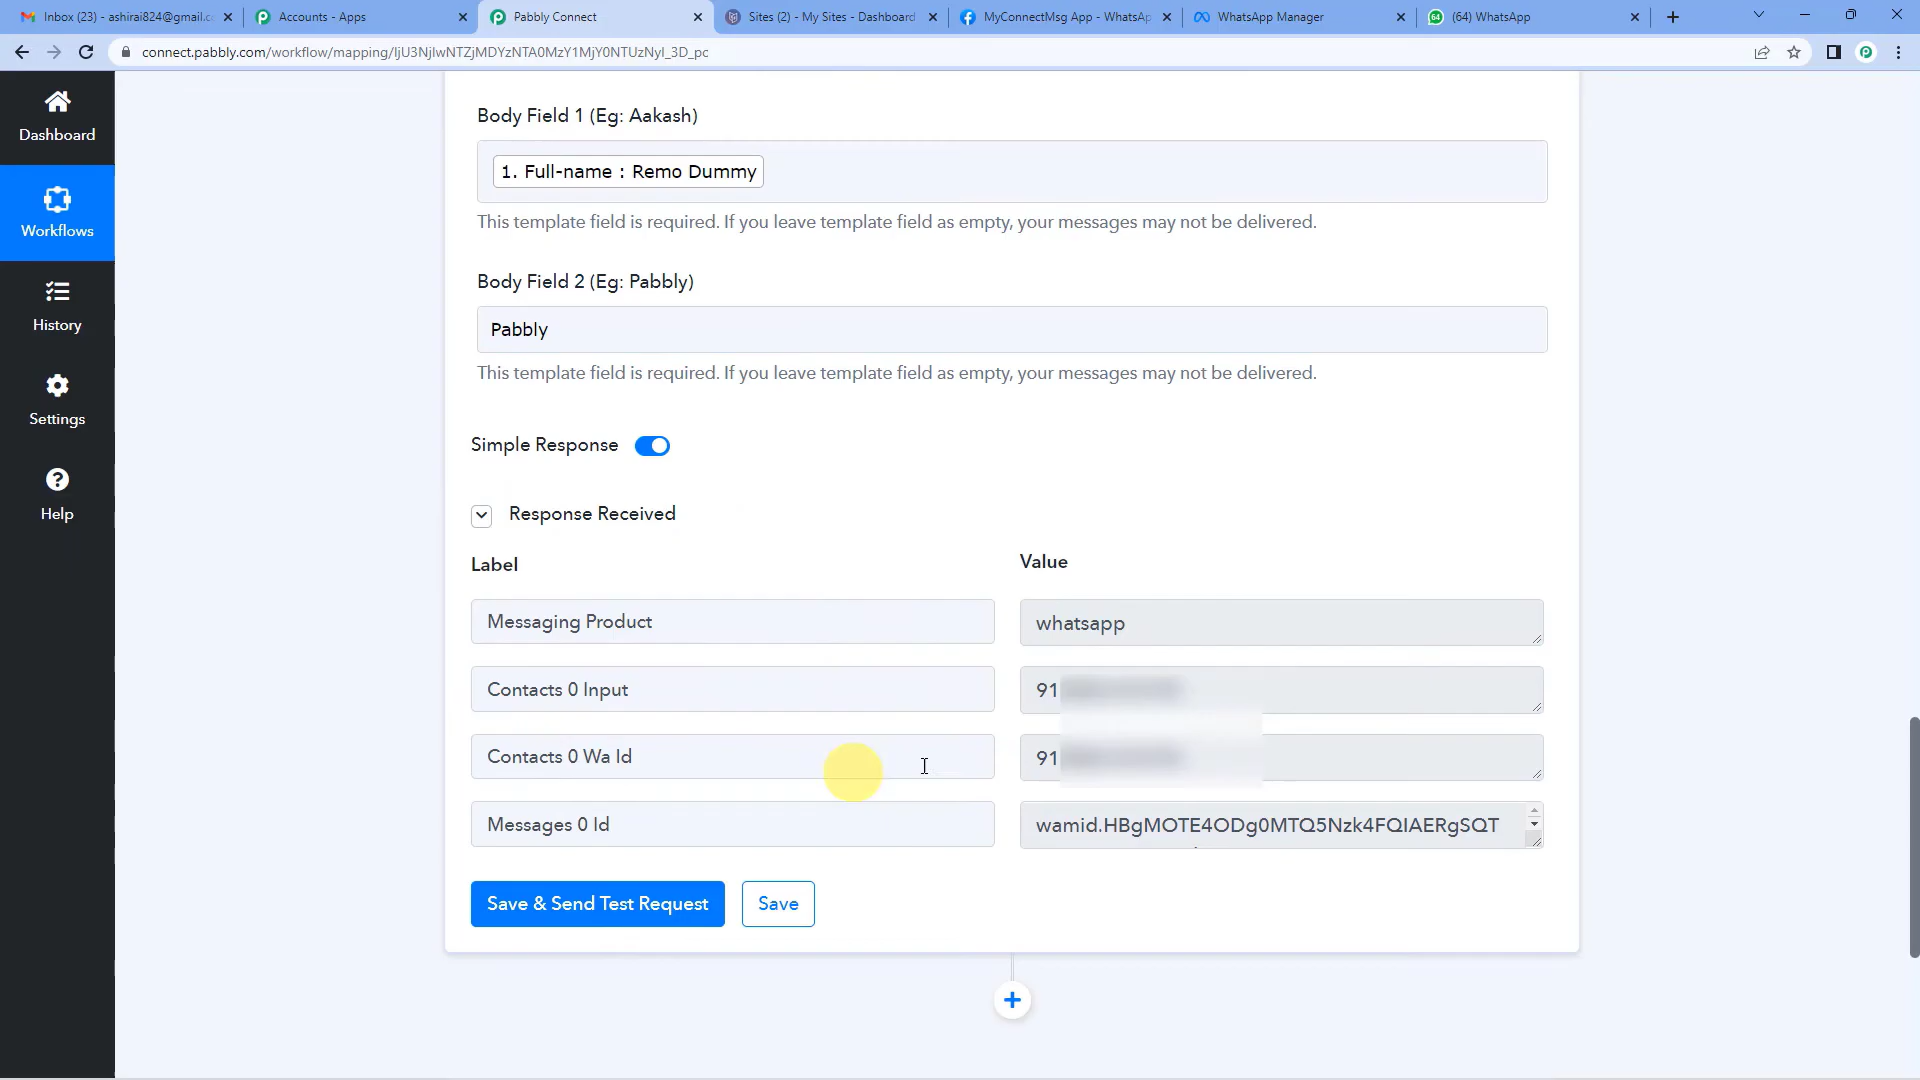 Inbox (23) - ashirai824@gmail.c
Accounts - Apps
Pabbly Connect
Sites (2) - My Sites - Dashboard
MyConnectMsg App - WhatsAp
WhatsApp Manager
(64) WhatsApp
connect.pabbly.com/workflow/mapping/IjU3NjIwNTZjMDYzNTA0MzY1MjY0NTUzNyI_3D_pc
Dashboard
Workflows
History
Settings
Help
Body Field 1 (Eg: Aakash)
1. Full-name : Remo Dummy
This template field is required. If you leave template field as empty, your messages may not be delivered.
Body Field 2 (Eg: Pabbly)
Pabbly
This template field is required. If you leave template field as empty, your messages may not be delivered.
Simple Response
Response Received
Label
Value
Messaging Product
whatsapp
Contacts 0 Input
91
Contacts 0 Wa Id
91
Messages 0 Id
wamid.HBgMOTE4ODg0MTQ5Nzk4FQIAERgSQT
Save & Send Test Request
Save